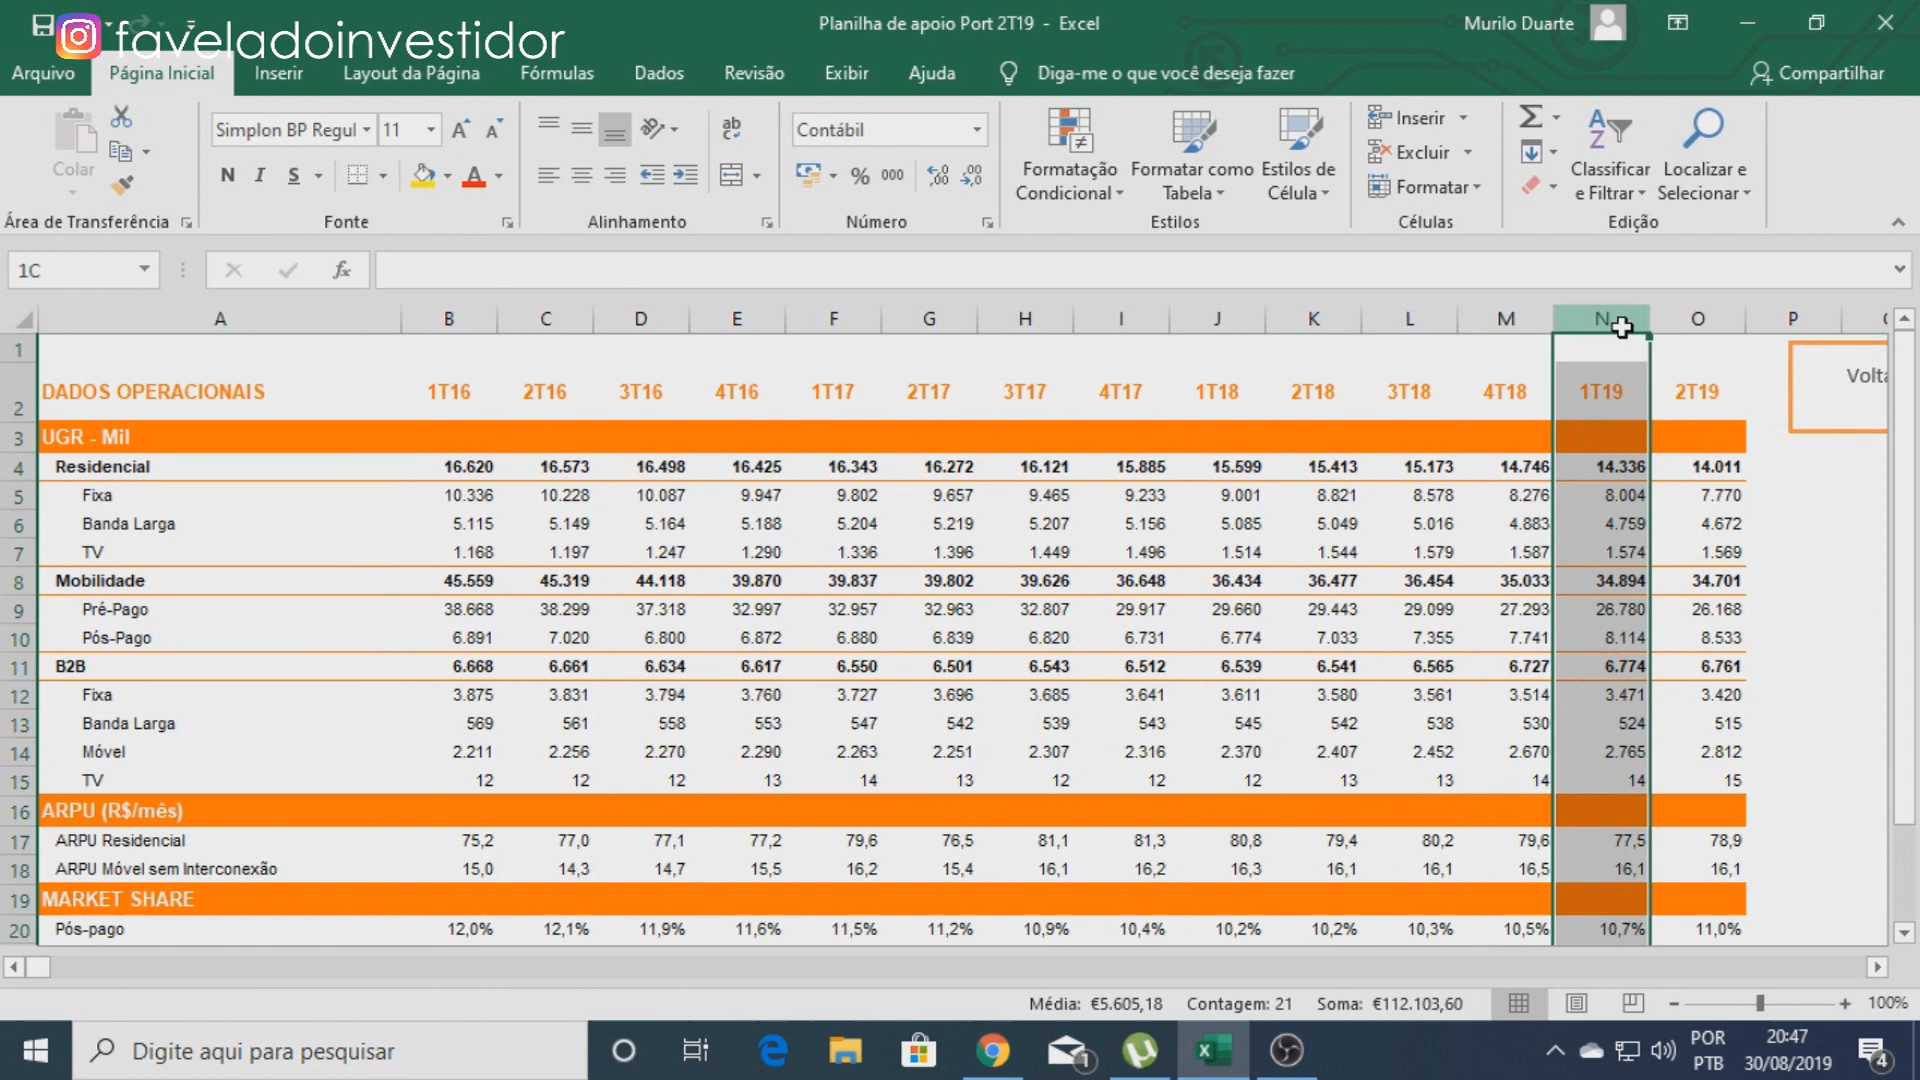 faveladoinvestidor
Planilha de apoio Port 2T19 - Excel
Murilo Duarte
Arquivo Página Inicial Inserir Layout da Página Fórmulas Dados Revisão Exibir Ajuda Diga-me o que você deseja fazer Compartilhar
Colar
Simplon BP Regul 11
N I S
Contábil
% 000
Formatação Condicional
Formatar como Tabela
Estilos de Célula
Inserir
Excluir
Formatar
Classificar e Filtrar
Localizar e Selecionar
Área de Transferência Fonte Alinhamento Número Estilos Células Edição
1C fx
A B C D E F G H I J K L M N O P
1
2 DADOS OPERACIONAIS 1T16 2T16 3T16 4T16 1T17 2T17 3T17 4T17 1T18 2T18 3T18 4T18 1T19 2T19
Volta
3 UGR - Mil
4 Residencial 16.620 16.573 16.498 16.425 16.343 16.272 16.121 15.885 15.599 15.413 15.173 14.746 14.336 14.011
5 Fixa 10.336 10.228 10.087 9.947 9.802 9.657 9.465 9.233 9.001 8.821 8.578 8.276 8.004 7.770
6 Banda Larga 5.115 5.149 5.164 5.188 5.204 5.219 5.207 5.156 5.085 5.049 5.016 4.883 4.759 4.672
7 TV 1.168 1.197 1.247 1.290 1.336 1.396 1.449 1.496 1.514 1.544 1.579 1.587 1.574 1.569
8 Mobilidade 45.559 45.319 44.118 39.870 39.837 39.802 39.626 36.648 36.434 36.477 36.454 35.033 34.894 34.701
9 Pré-Pago 38.668 38.299 37.318 32.997 32.957 32.963 32.807 29.917 29.660 29.443 29.099 27.293 26.780 26.168
10 Pós-Pago 6.891 7.020 6.800 6.872 6.880 6.839 6.820 6.731 6.774 7.033 7.355 7.741 8.114 8.533
11 B2B 6.668 6.661 6.634 6.617 6.550 6.501 6.543 6.512 6.539 6.541 6.565 6.727 6.774 6.761
12 Fixa 3.875 3.831 3.794 3.760 3.727 3.696 3.685 3.641 3.611 3.580 3.561 3.514 3.471 3.420
13 Banda Larga 569 561 558 553 547 542 539 543 545 542 538 530 524 515
14 Móvel 2.211 2.256 2.270 2.290 2.263 2.251 2.307 2.316 2.370 2.407 2.452 2.670 2.765 2.812
15 TV 12 12 12 13 14 13 12 12 12 13 13 14 14 15
16 ARPU (R$/mês)
17 ARPU Residencial 75,2 77,0 77,1 77,2 79,6 76,5 81,1 81,3 80,8 79,4 80,2 79,6 77,5 78,9
18 ARPU Móvel sem Interconexão 15,0 14,3 14,7 15,5 16,2 15,4 16,1 16,2 16,3 16,1 16,1 16,5 16,1 16,1
19 MARKET SHARE
20 Pós-pago 12,0% 12,1% 11,9% 11,6% 11,5% 11,2% 10,9% 10,4% 10,2% 10,2% 10,3% 10,5% 10,7% 11,0%
Média: €5.605,18 Contagem: 21 Soma: €112.103,60 100%
Digite aqui para pesquisar
1
POR
PTB
20:47
30/08/2019
4